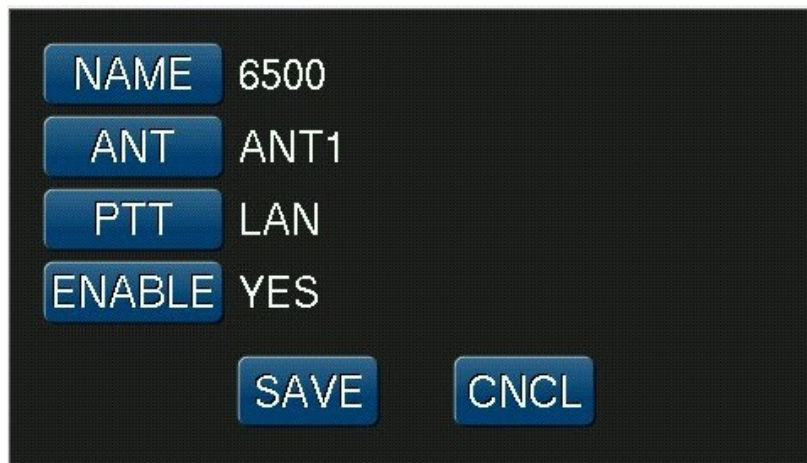 NAME 6500
ANT ANT1
PTT LAN
ENABLE YES
SAVE CNCL